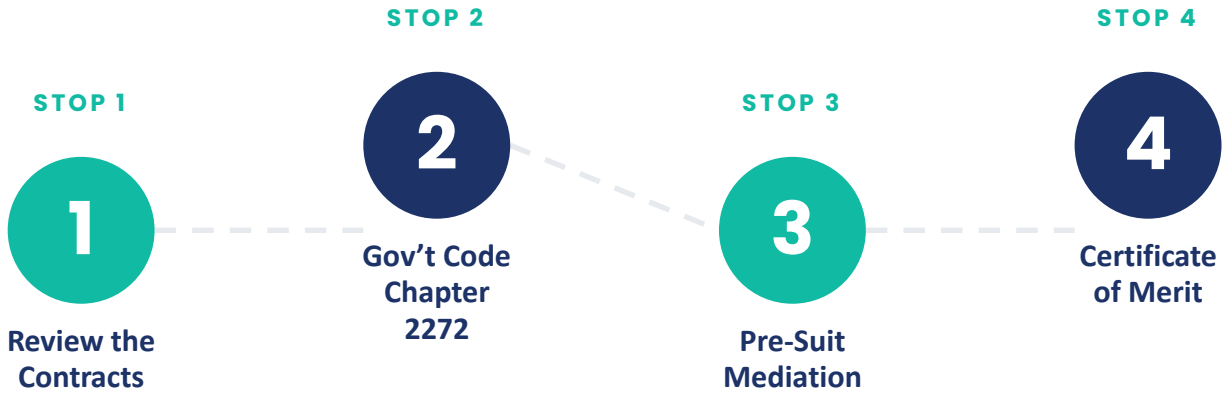 STOP 1
1
Review the
Contracts
STOP 2
2
Gov’t Code
Chapter
2272
STOP 3
3
Pre-Suit
Mediation
STOP 4
4
Certificate
of Merit